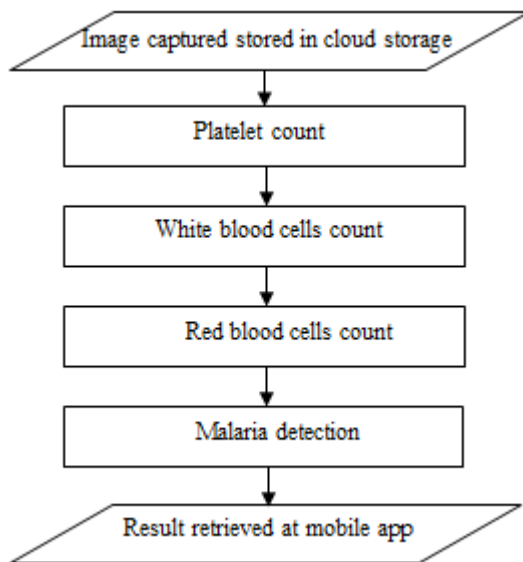 Image captured stored in cloud storage
Platelet count
White blood cells count
Red blood cells count
Malaria detection
Result retrieved at mobile app